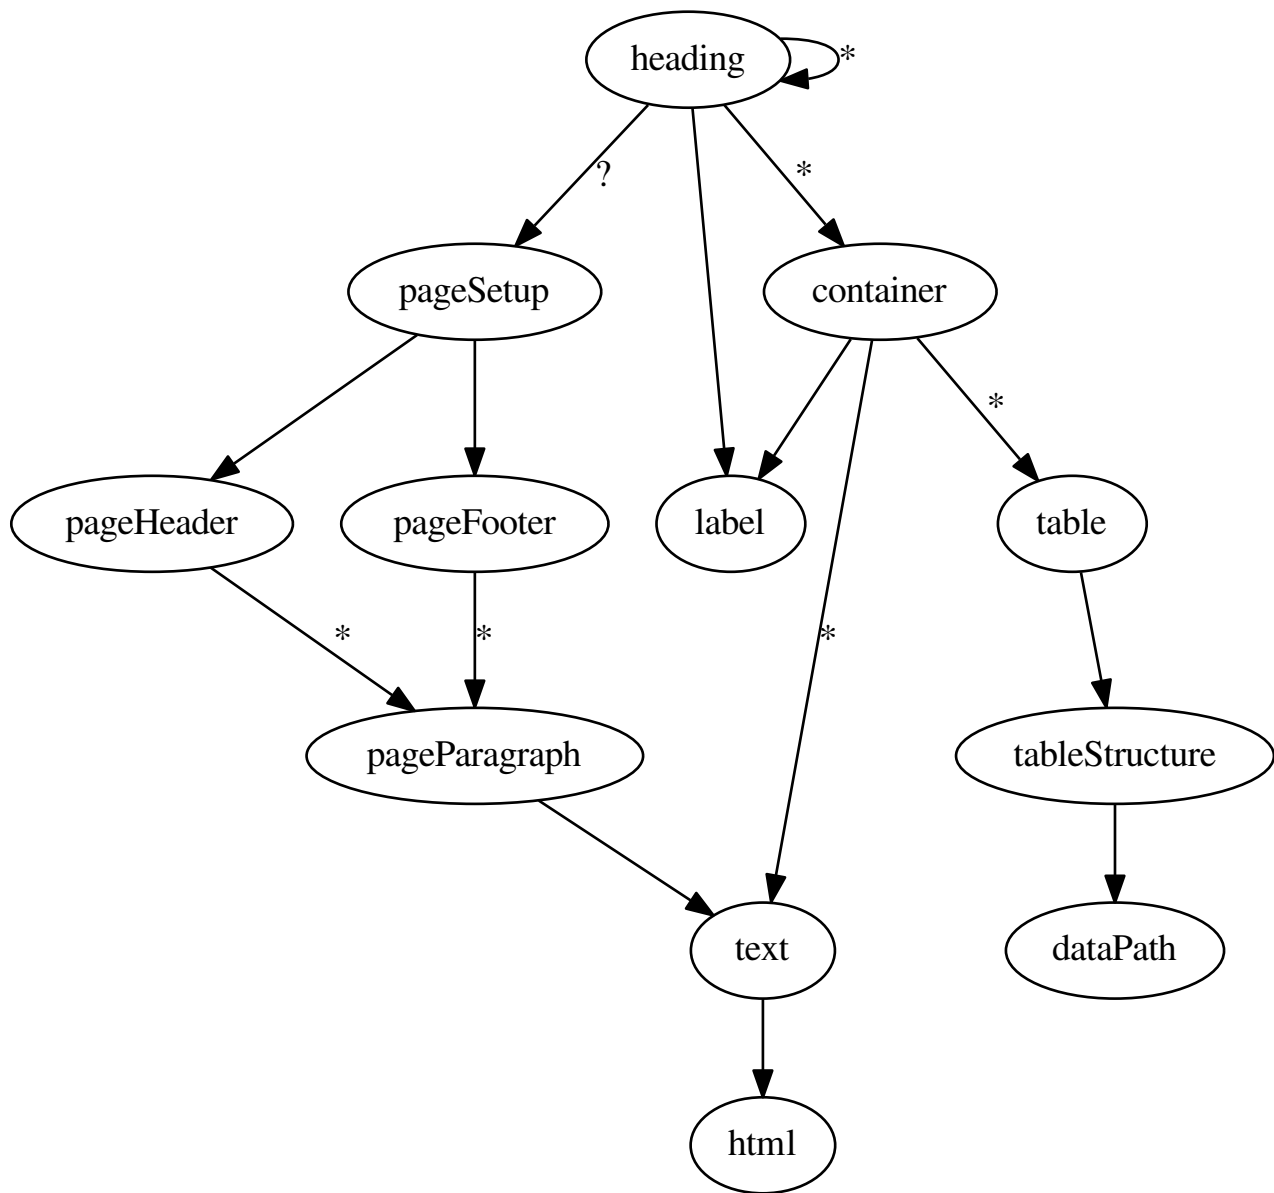 heading
*
?
*
pageSetup
container
*
pageHeader
pageFooter
label
table
*
*
*
pageParagraph
tableStructure
text
dataPath
html